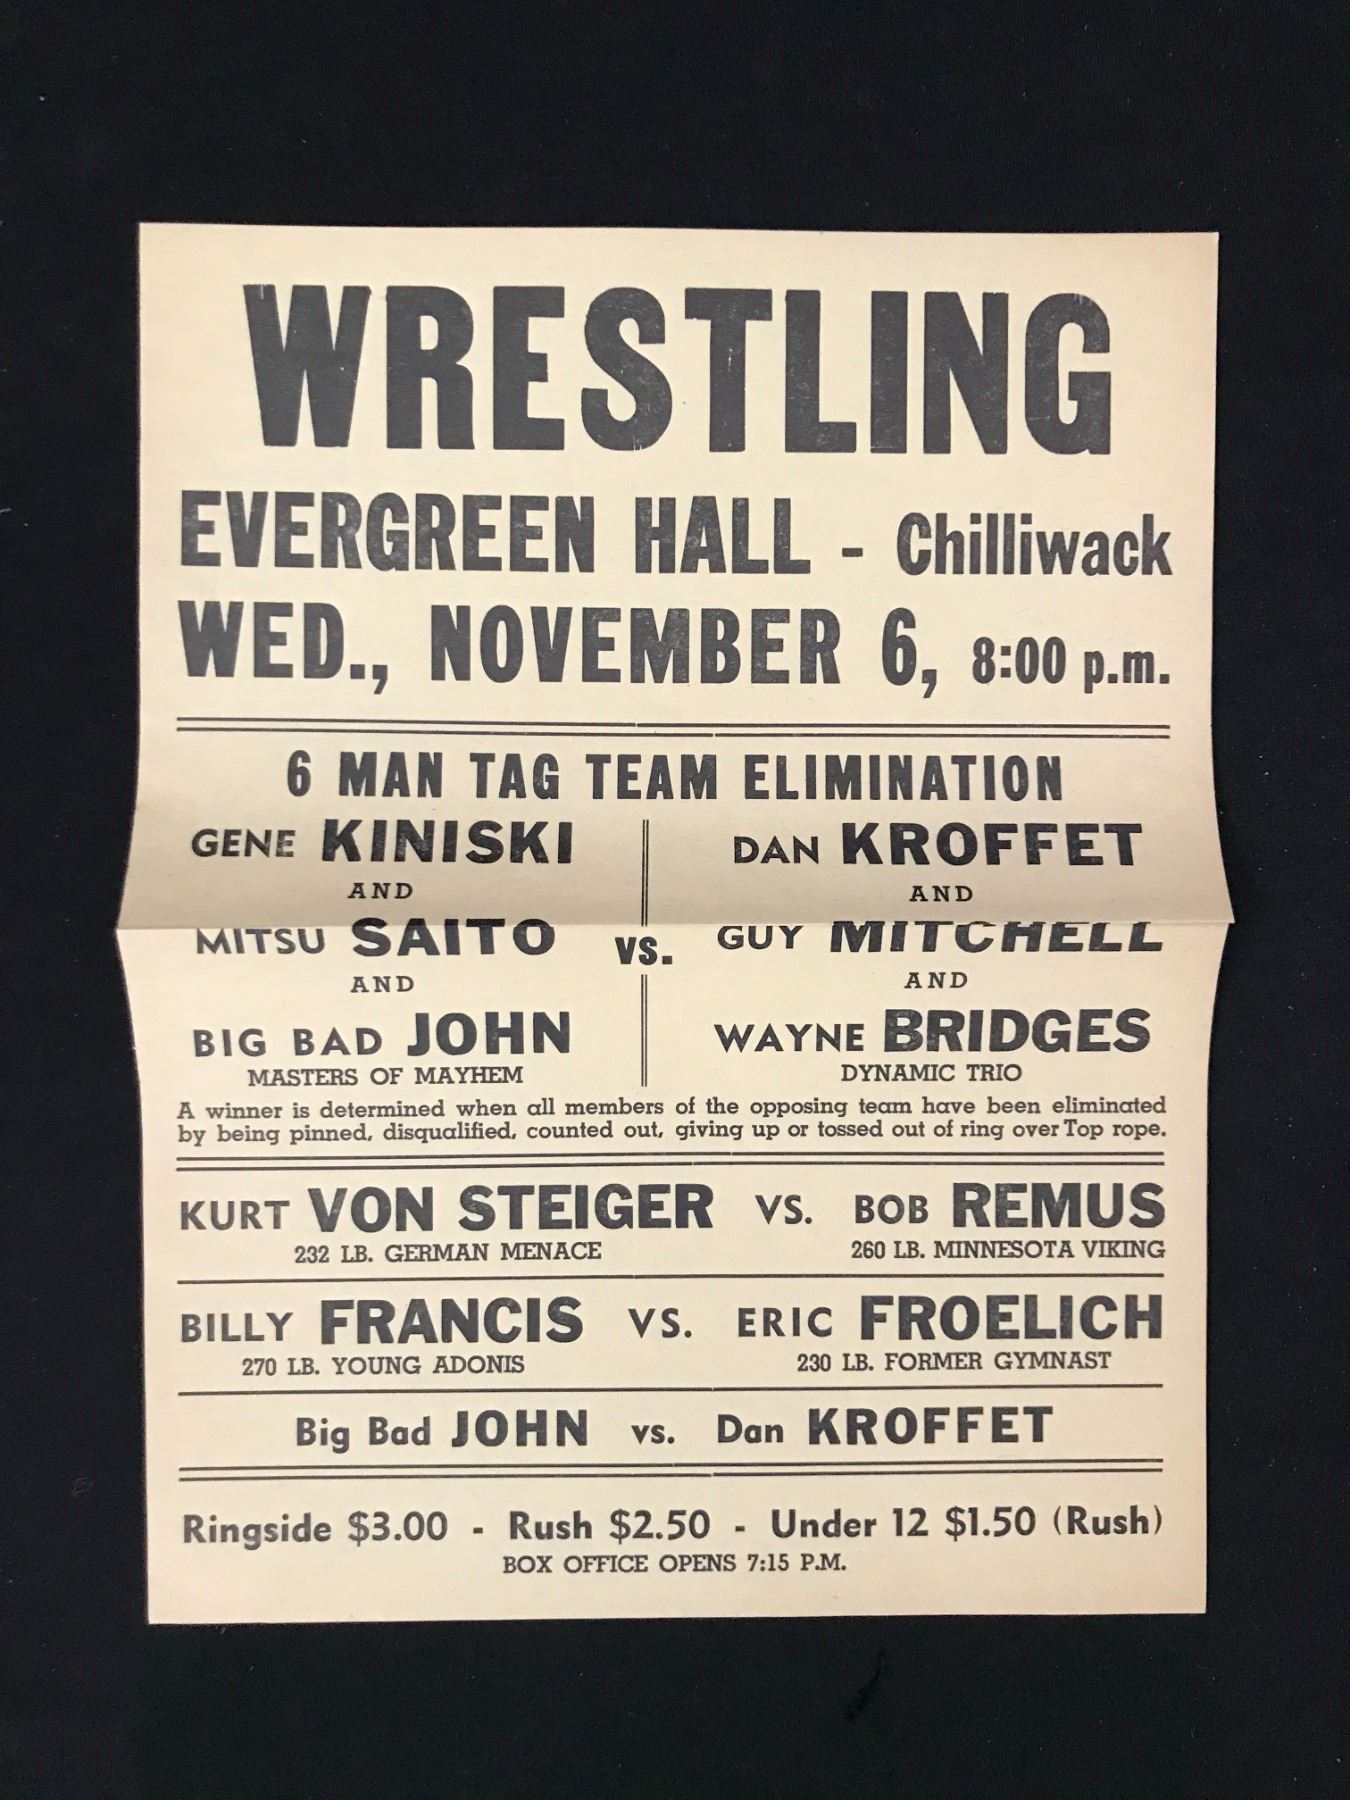 WRESTLING
EVERGREEN HALL - Chilliwack
WED., NOVEMBER 6, 8:00 p.m.
6 MAN TAG TEAM ELIMINATION
GENE KINISKI
AND
MITSU SAITO
AND
BIG BAD JOHN
MASTERS OF MAYHEM
vs.
DAN KROFFET
AND
GUY MITCHELL
AND
WAYNE BRIDGES
DYNAMIC TRIO
A winner is determined when all members of the opposing team have been eliminated
by being pinned, disqualified, counted out, giving up or tossed out of ring over Top rope.
KURT VON STEIGER VS. BOB REMUS
232 LB. GERMAN MENACE 260 LB. MINNESOTA VIKING
BILLY FRANCIS VS. ERIC FROELICH
270 LB. YOUNG ADONIS 230 LB. FORMER GYMNAST
Big Bad JOHN vs. Dan KROFFET
Ringside $3.00 - Rush $2.50 - Under 12 $1.50 (Rush)
BOX OFFICE OPENS 7:15 P.M.